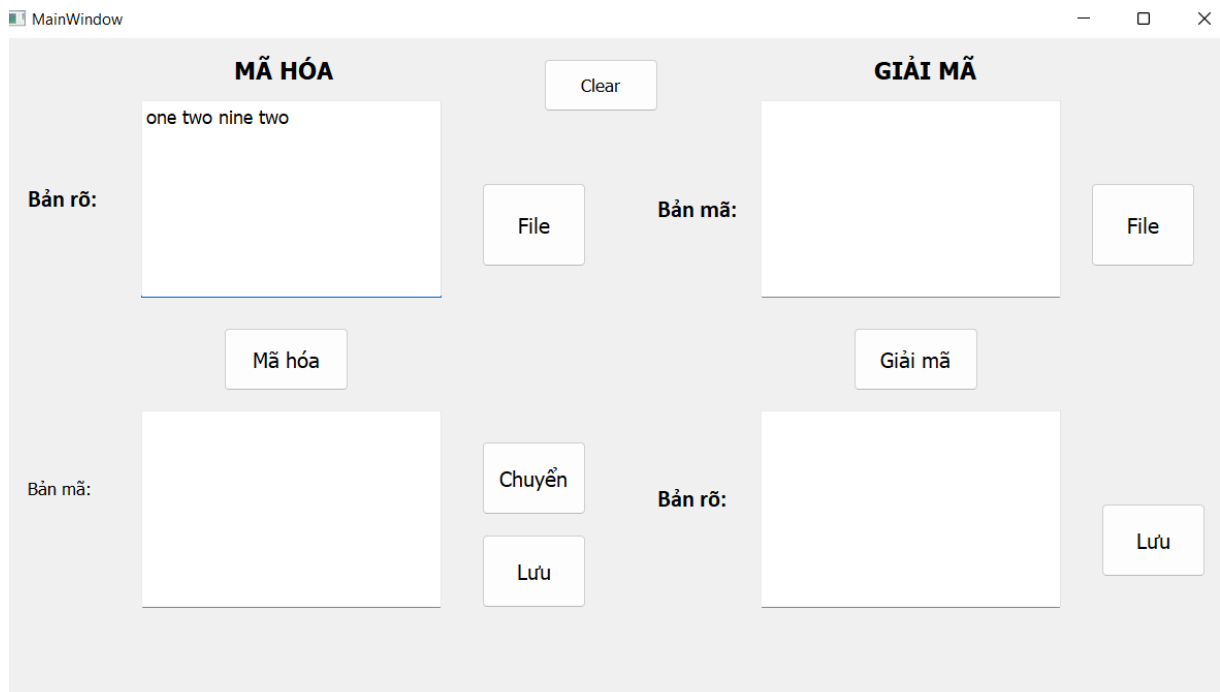 MainWindow
MÃ HÓA
Clear
GIẢI MÃ
one two nine two
Bản rõ:
File
Bản mã:
File
Mã hóa
Giải mã
Bản mã:
Chuyển
Bản rõ:
Lưu
Lưu